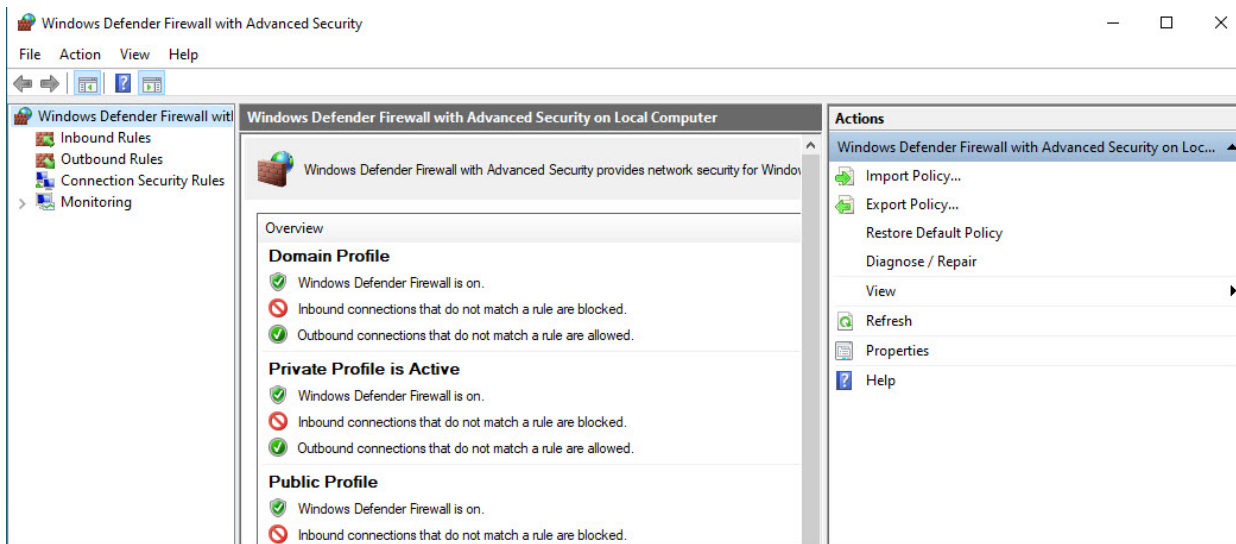 Windows Defender Firewall with Advanced Security
File Action View Help
Windows Defender Firewall with
Inbound Rules
Outbound Rules
Connection Security Rules
Monitoring
Windows Defender Firewall with Advanced Security on Local Computer
Windows Defender Firewall with Advanced Security provides network security for Window
Overview
Domain Profile
Windows Defender Firewall is on.
Inbound connections that do not match a rule are blocked.
Outbound connections that do not match a rule are allowed.
Private Profile is Active
Windows Defender Firewall is on.
Inbound connections that do not match a rule are blocked.
Outbound connections that do not match a rule are allowed.
Public Profile
Windows Defender Firewall is on.
Inbound connections that do not match a rule are blocked.
Actions
Windows Defender Firewall with Advanced Security on Loc...
Import Policy...
Export Policy...
Restore Default Policy
Diagnose / Repair
View
Refresh
Properties
Help